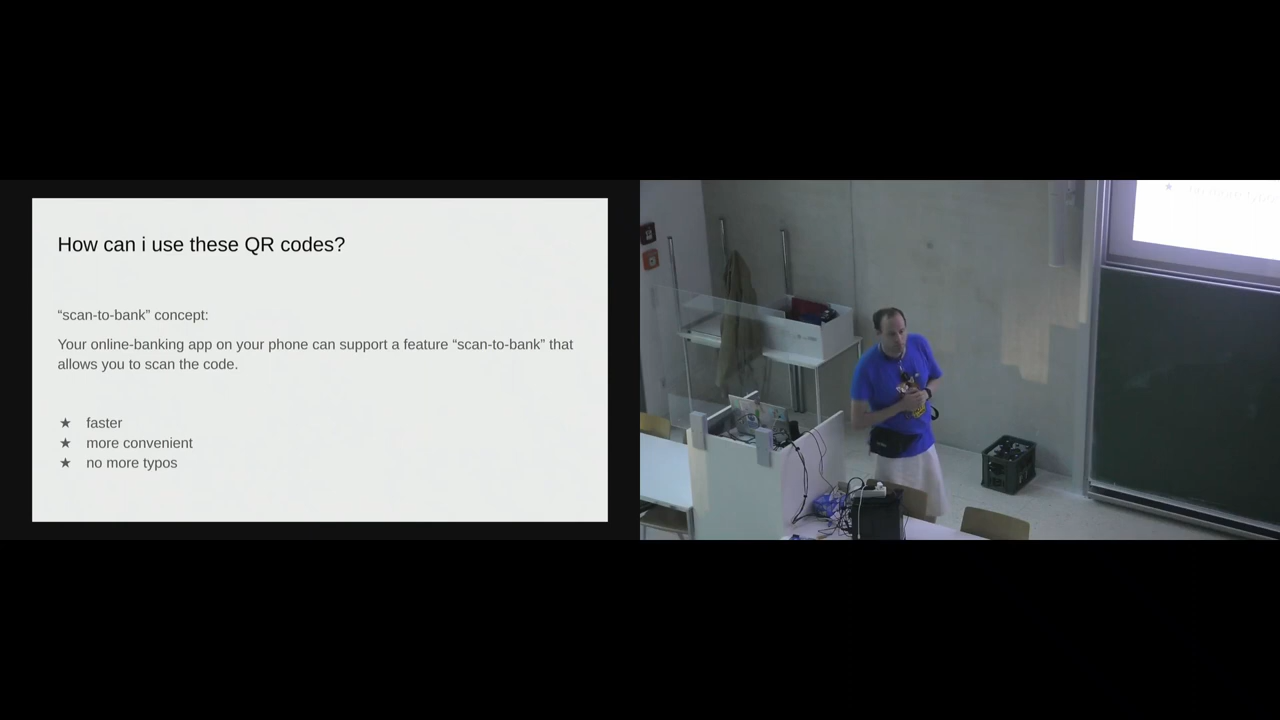 How can i use these QR codes?
“scan-to-bank” concept:
Your online-banking app on your phone can support a feature “scan-to-bank” that
allows you to scan the code.
★ faster
★ more convenient
★ no more typos